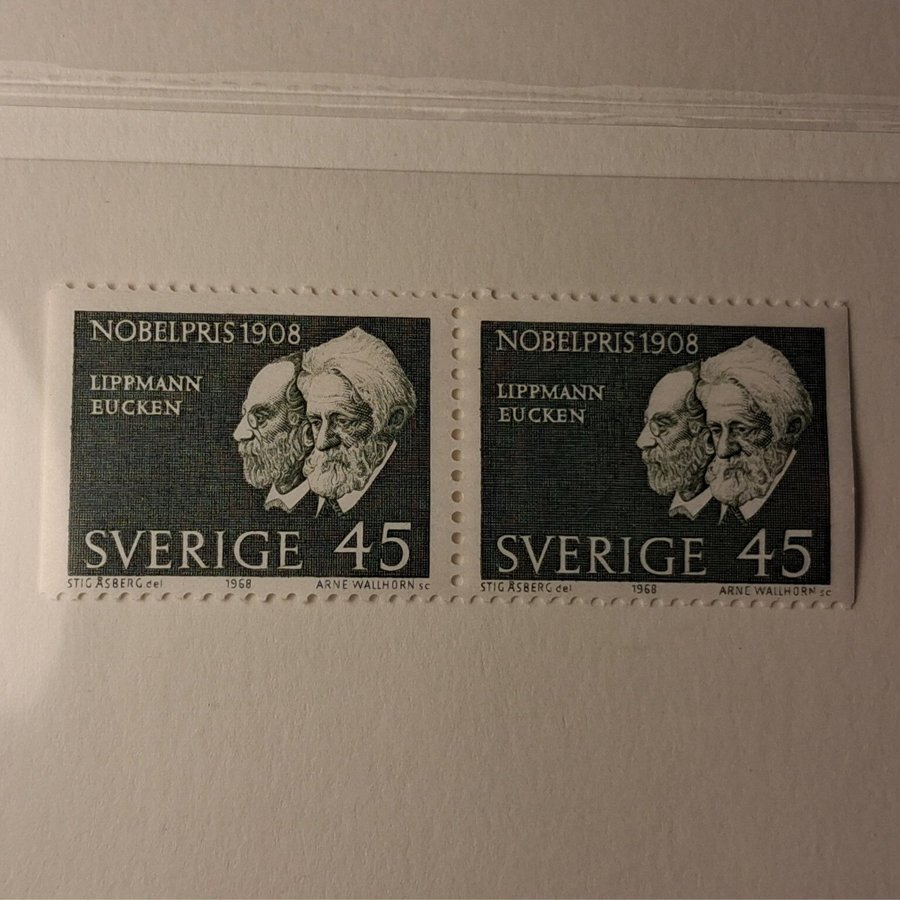 NOBELPRIS 1908
LIPPMANN
EUCKEN
SVERIGE 45
STIG ÅSBERG del 1968 ARNE WALLHORN sc
NOBELPRIS 1908
LIPPMANN
EUCKEN
SVERIGE 45
STIG ÅSBERG del 1968 ARNE WALLHORN sc